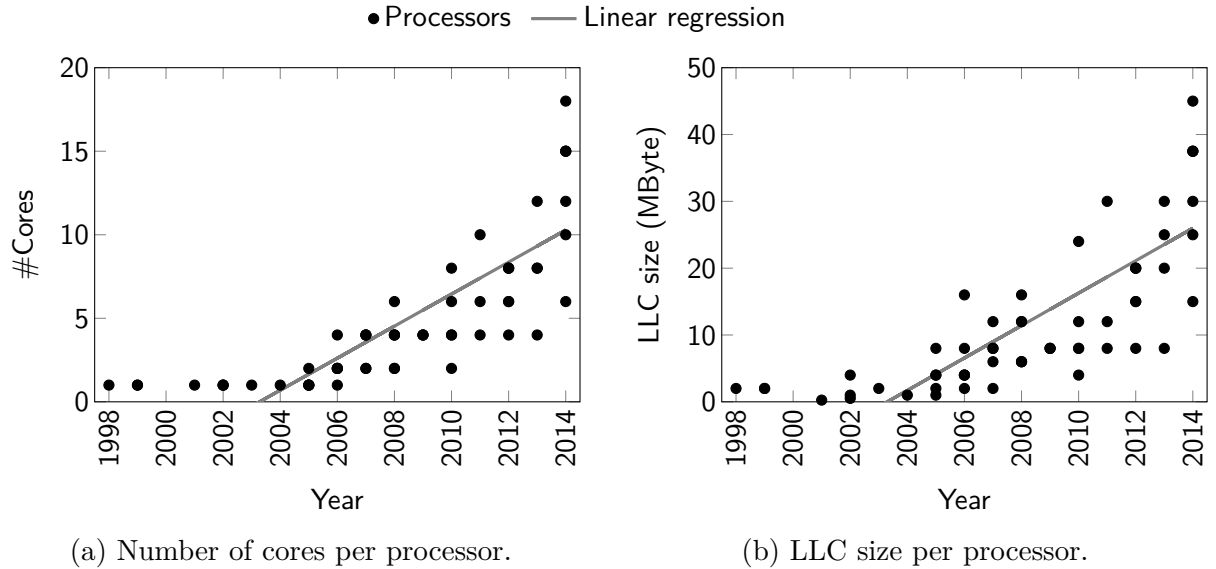 Processors Linear regression
20
15
10
5
0
#Cores
1998 2000 2002 2004 2006 2008 2010 2012 2014
Year
(a) Number of cores per processor.
50
40
30
20
10
0
LLC size (MByte)
1998 2000 2002 2004 2006 2008 2010 2012 2014
Year
(b) LLC size per processor.